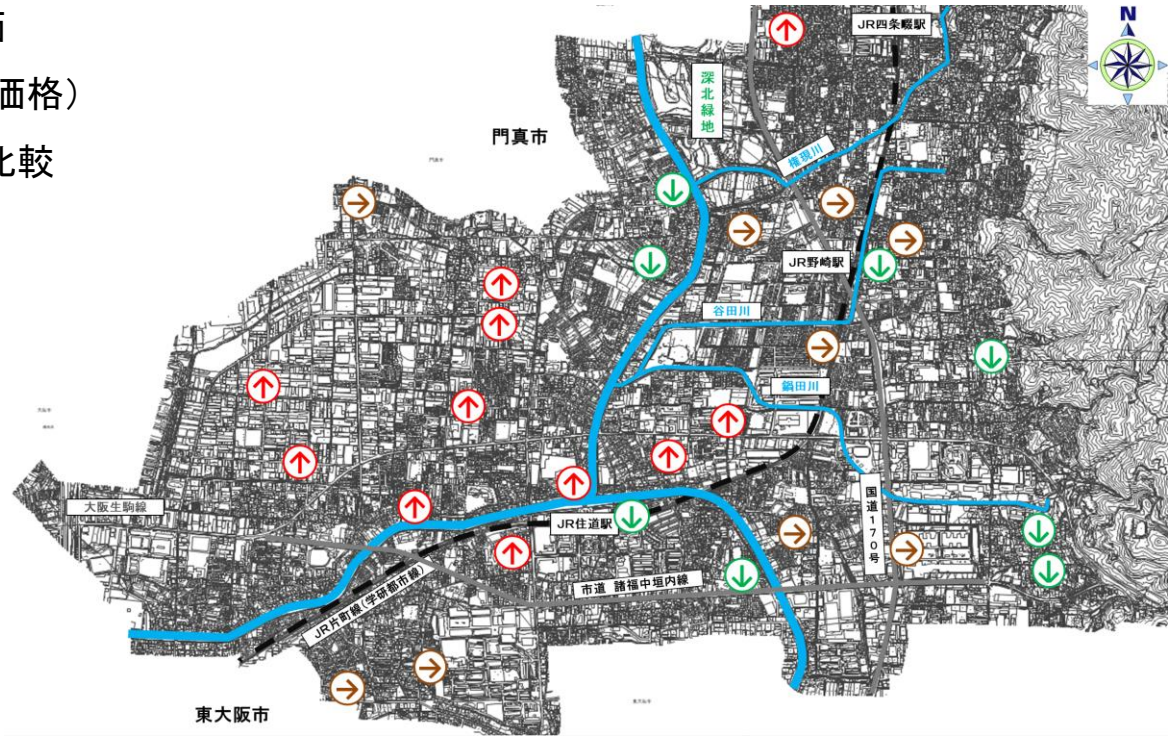 価格)
比較
N
JR四条畷駅
深北緑地
門真市
権現川
JR野崎駅
谷田川
鍋田川
大阪生駒線
国道170号
JR住道駅
市道 諸福中垣内線
JR片町線(学研都市線)
東大阪市